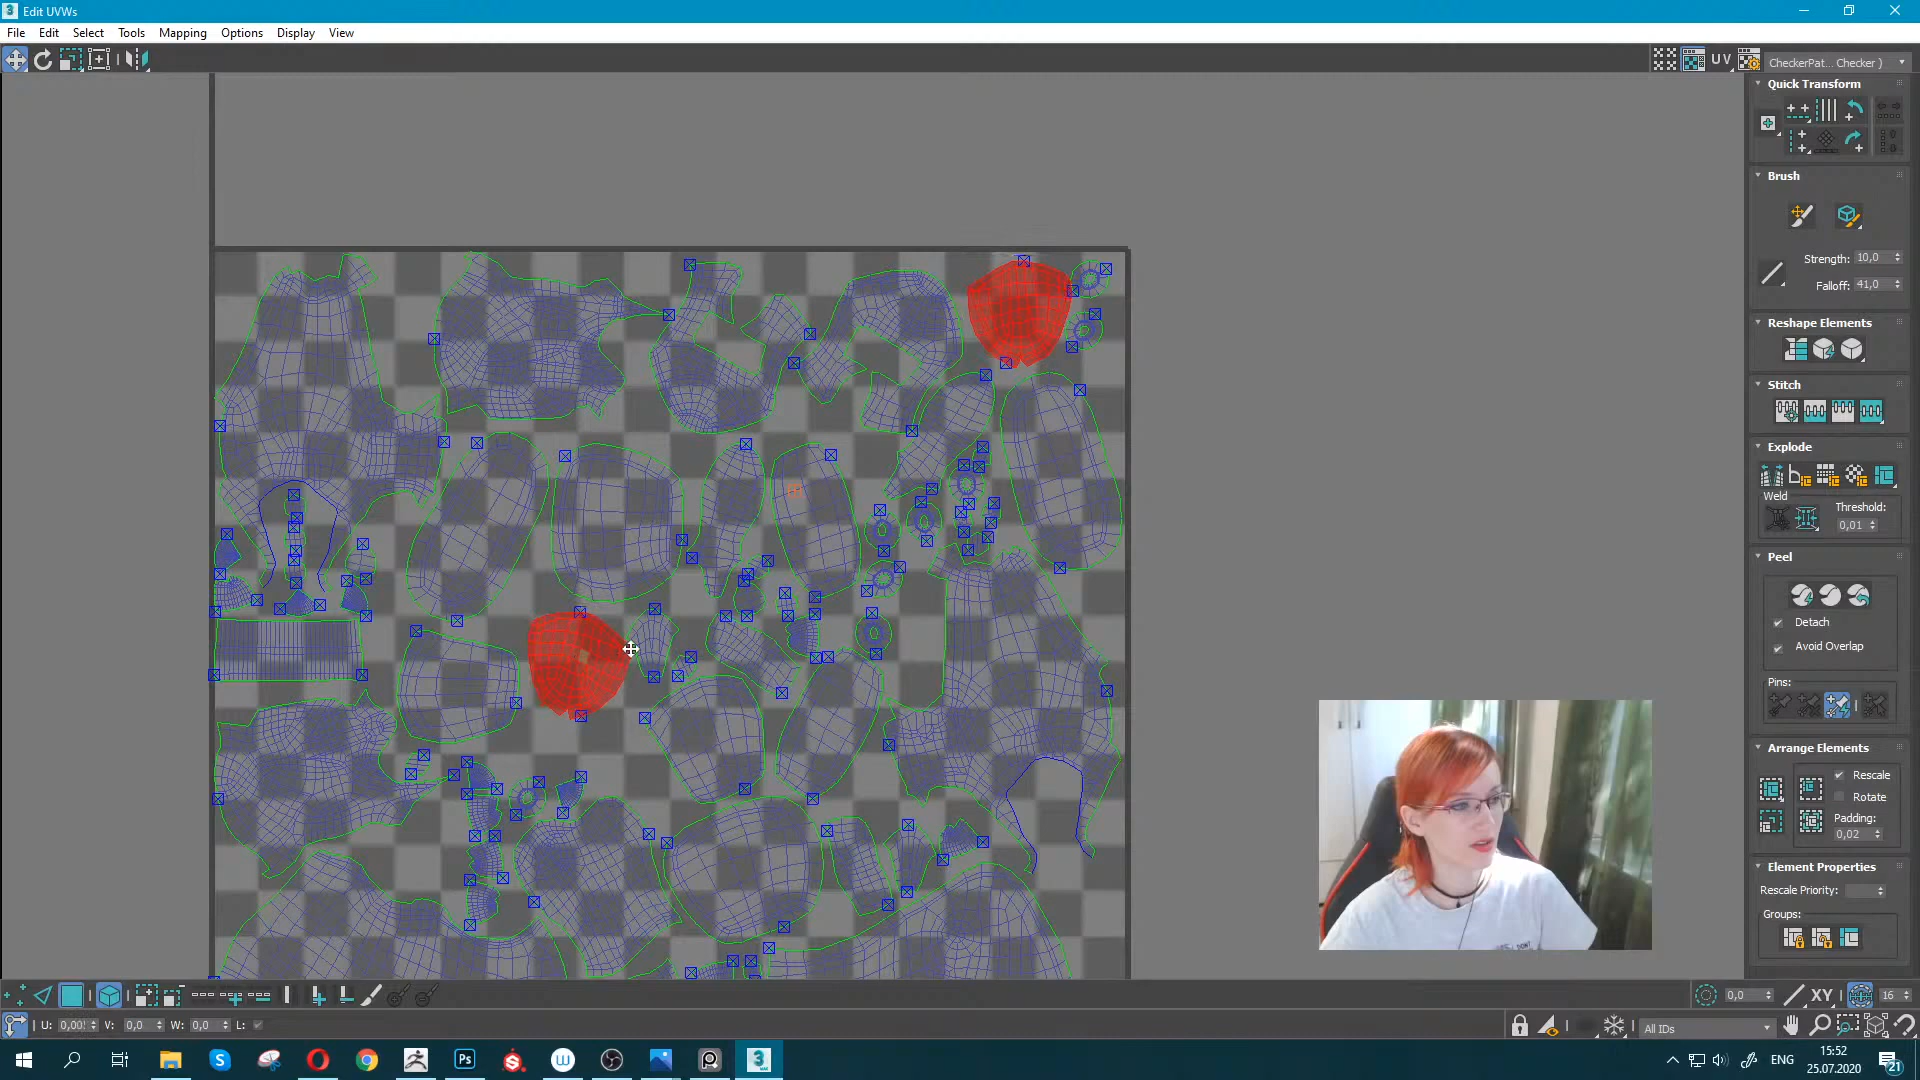 Edit UVWs
File Edit Select Tools Mapping Options Display View
UV CheckerPat... Checker )
Quick Transform
Brush
Strength: 10,0
Falloff: 41,0
Reshape Elements
Stitch
Explode
Weld
Threshold:
0,01
Peel
Detach
Avoid Overlap
Pins:
Arrange Elements
Rescale
Rotate
Padding:
0,02
Element Properties
Rescale Priority:
Groups:
0,0 XY 16
U: 0,00 V: 0,0 W: 0,0 L:
All IDs
ENG
15:52
25.07.2020
21